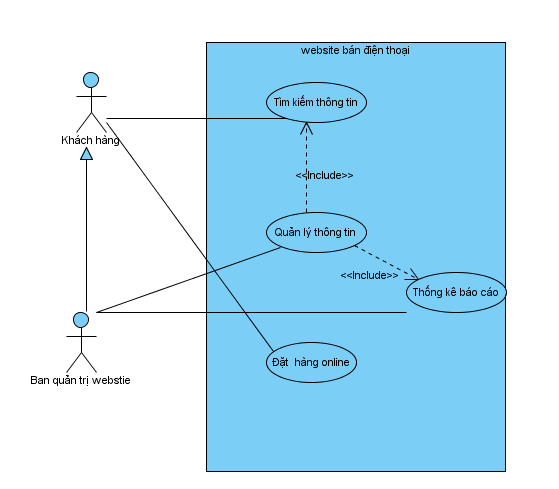 website bán điện thoại
Tìm kiếm thông tin
Khách hàng
<<Include>>
Quản lý thông tin
<<Include>>
Thống kê báo cáo
Đặt hàng online
Ban quản trị webstie